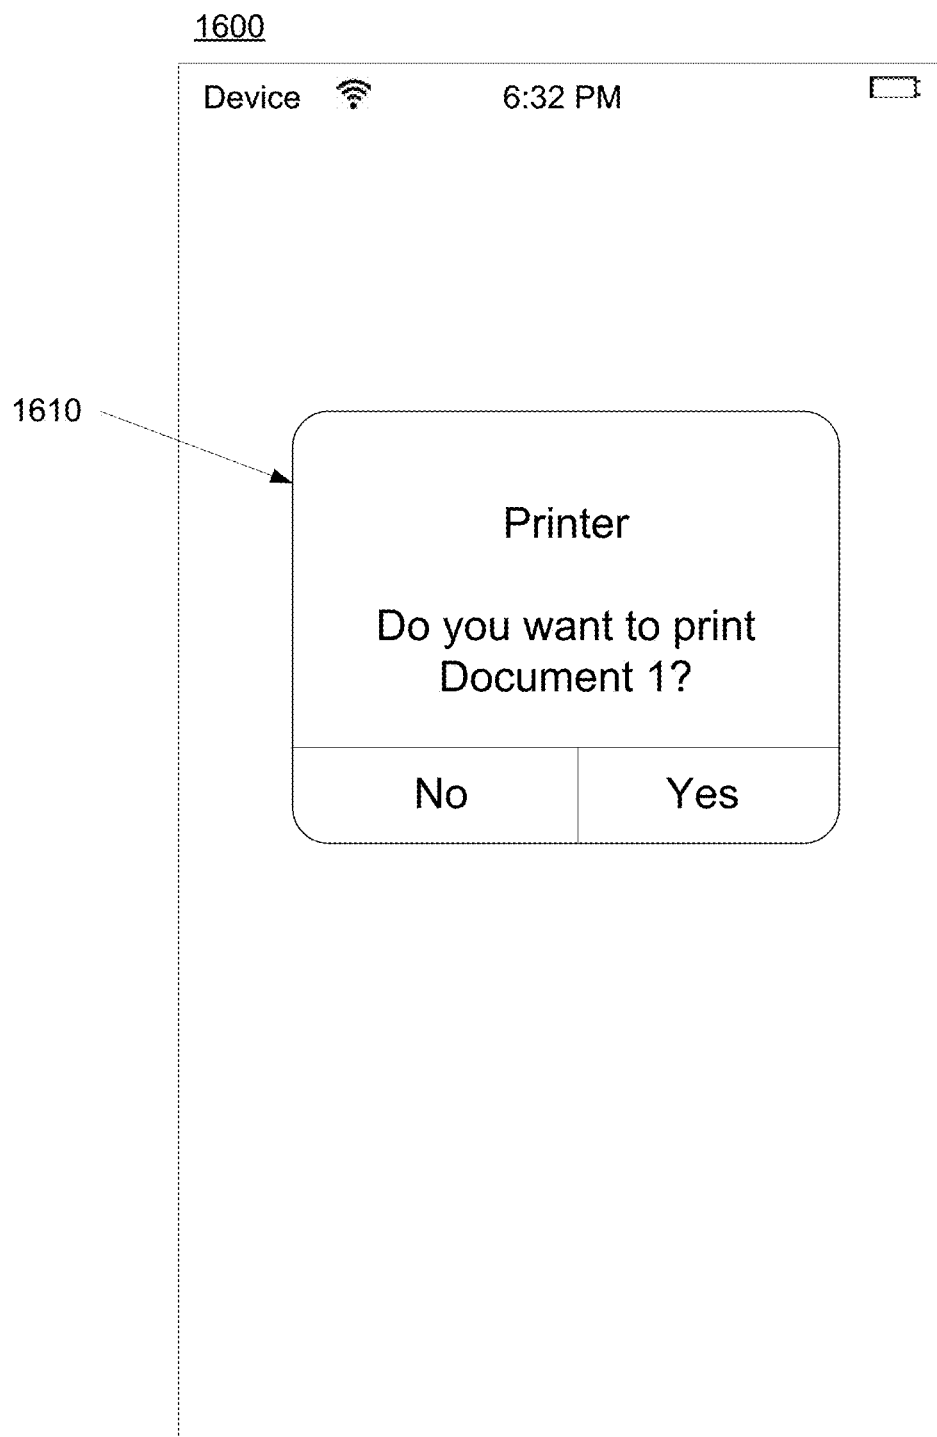 1600
Device 6:32 PM
1610
Printer
Do you want to print
Document 1?
No Yes